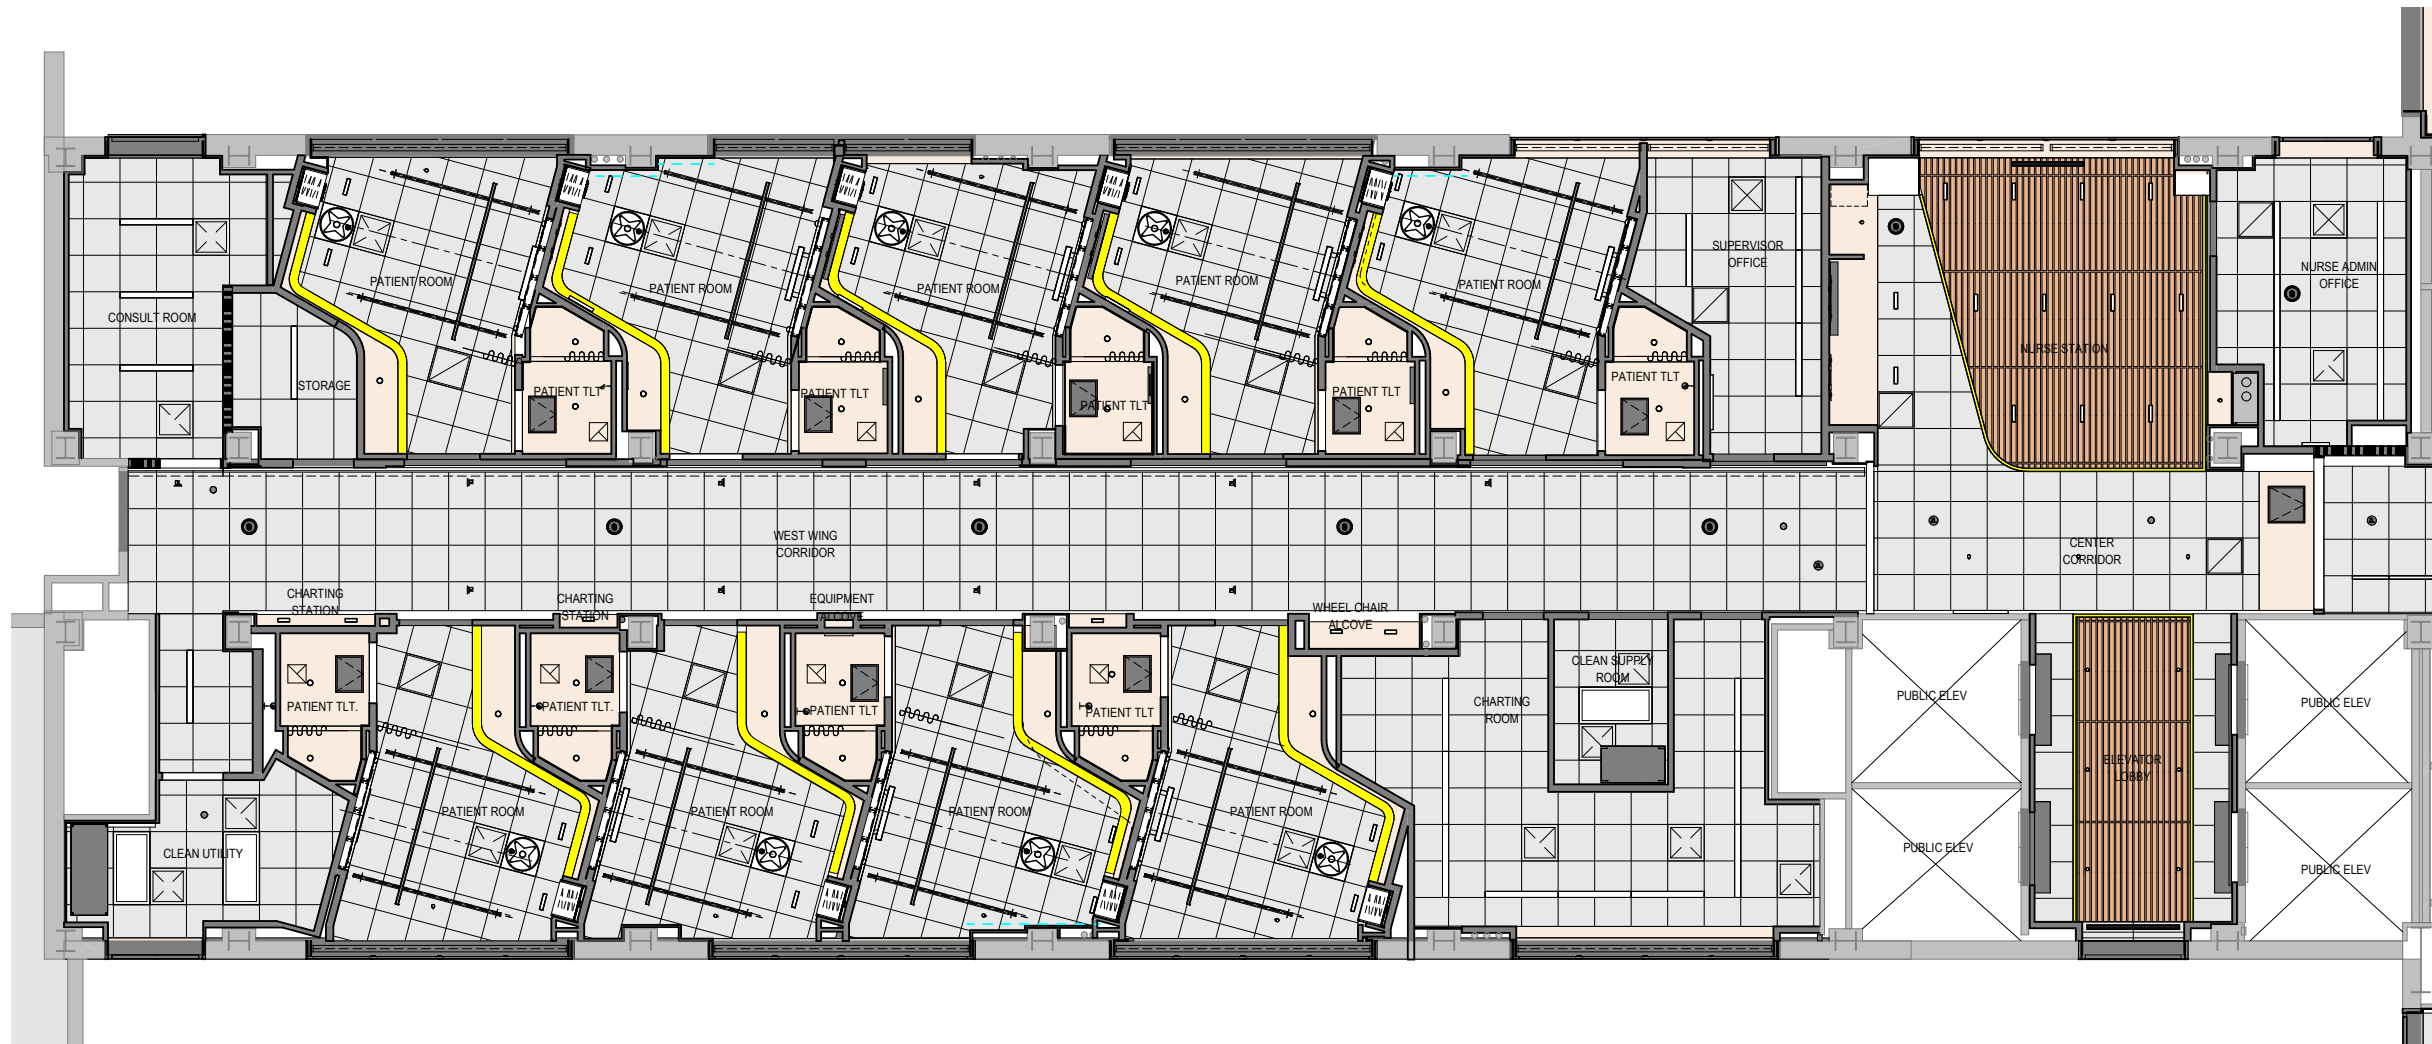 PATIENT ROOM
PATIENT ROOM
PATIENT ROOM
PATIENT ROOM
PATIENT ROOM
SUPERVISOR
OFFICE
NURSE ADMIN
OFFICE
CONSULT ROOM
NURSE STATION
STORAGE
PATIENT TLT
PATIENT TLT
PATIENT TLT
PATIENT TLT
PATIENT TLT
WEST WING
CORRIDOR
CENTER
CORRIDOR
CHARTING
STATION
CHARTING
STATION
EQUIPMENT
ALCOVE
WHEEL CHAIR
ALCOVE
CLEAN SUPPLY
ROOM
PATIENT TLT.
PATIENT TLT.
PATIENT TLT
PATIENT TLT
CHARTING
ROOM
PUBLIC ELEV
PUBLIC ELEV
ELEVATOR
LOBBY
PATIENT ROOM
PATIENT ROOM
PATIENT ROOM
PATIENT ROOM
CLEAN UTILITY
PUBLIC ELEV
PUBLIC ELEV